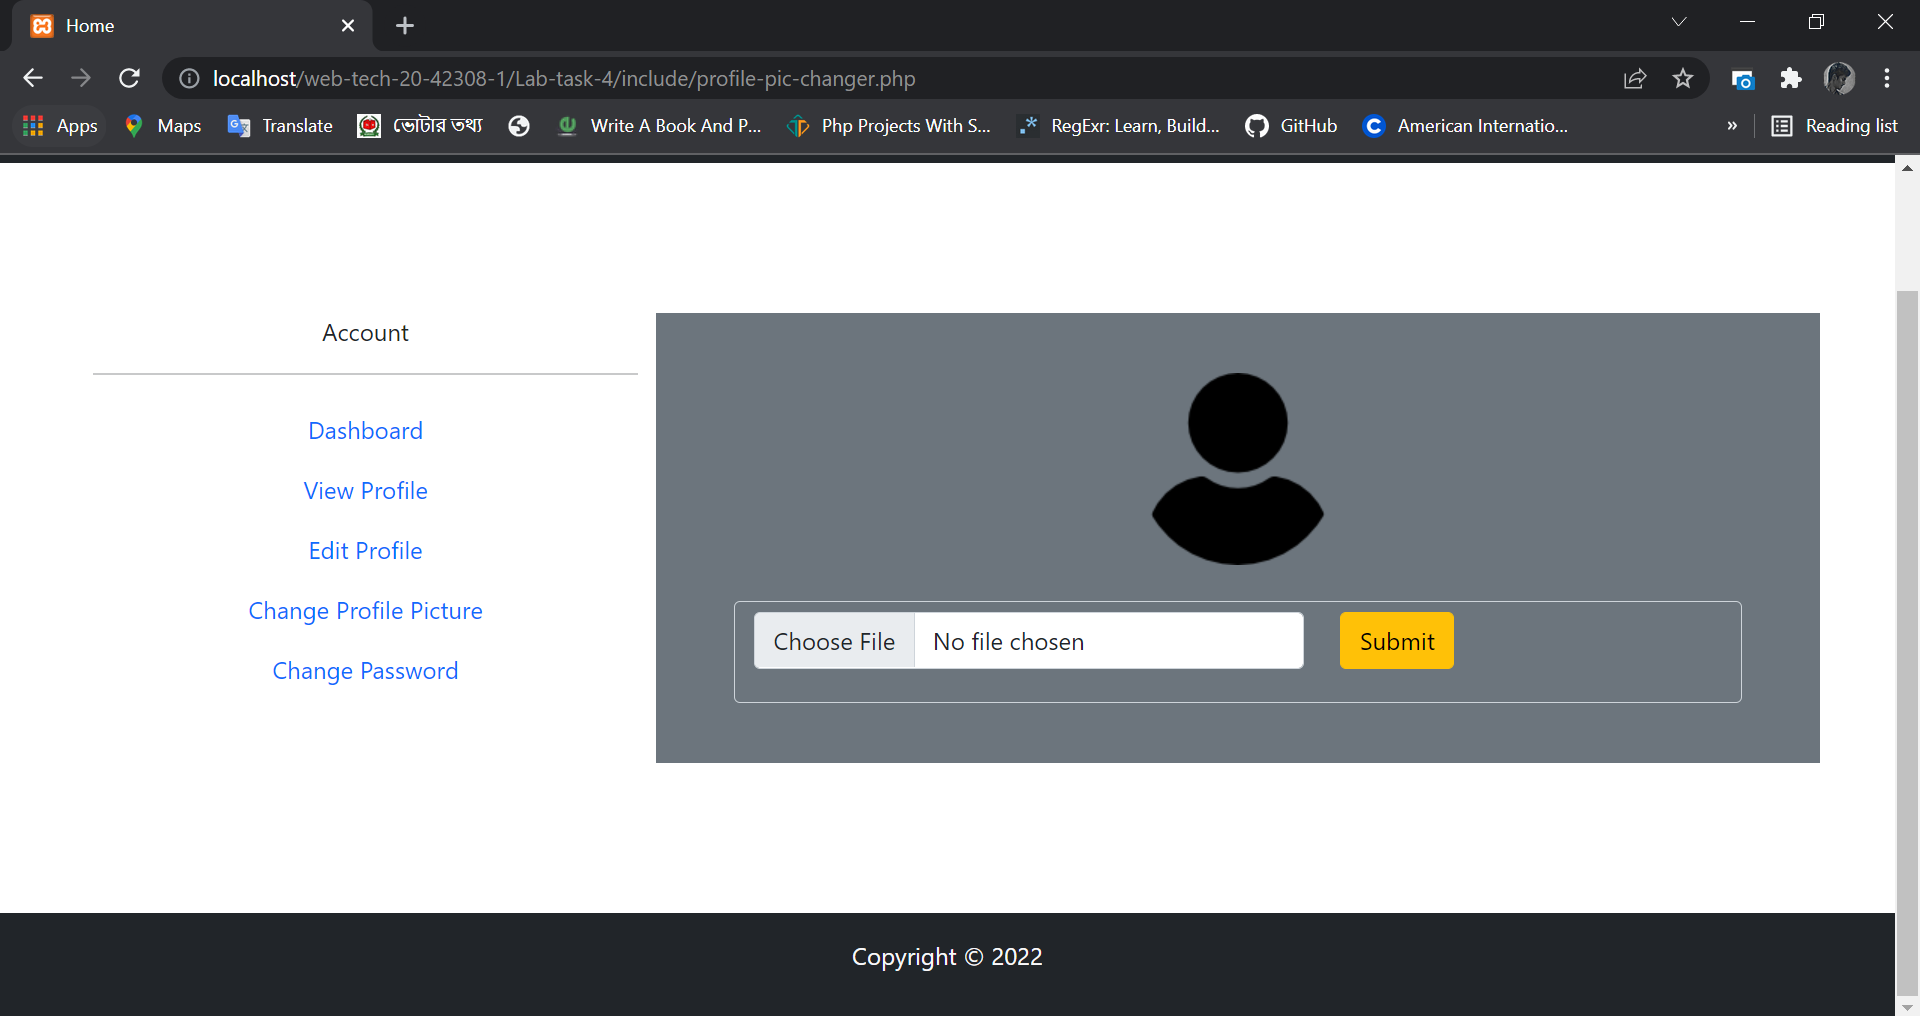 Home
localhost/web-tech-20-42308-1/Lab-task-4/include/profile-pic-changer.php
Apps Maps Translate ভোটার তথ্য Write A Book And P... Php Projects With S... RegExr: Learn, Build... GitHub American Internatio... » Reading list
Account
Dashboard
View Profile
Edit Profile
Change Profile Picture
Change Password
Choose File No file chosen Submit
Copyright © 2022